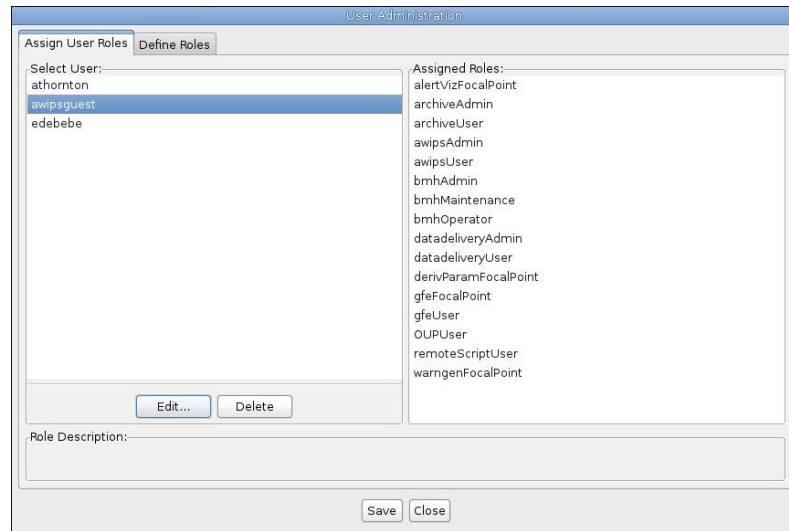 User Administration
Assign User Roles
Define Roles
Select User:
athornton
awipsguest
edebebe
Edit...
Delete
Assigned Roles:
alertVizFocalPoint
archiveAdmin
archiveUser
awipsAdmin
awipsUser
bmhAdmin
bmhMaintenance
bmhOperator
datadeliveryAdmin
datadeliveryUser
derivParamFocalPoint
gfeFocalPoint
gfeUser
OUPUser
remoteScriptUser
warngenFocalPoint
Role Description:
Save
Close